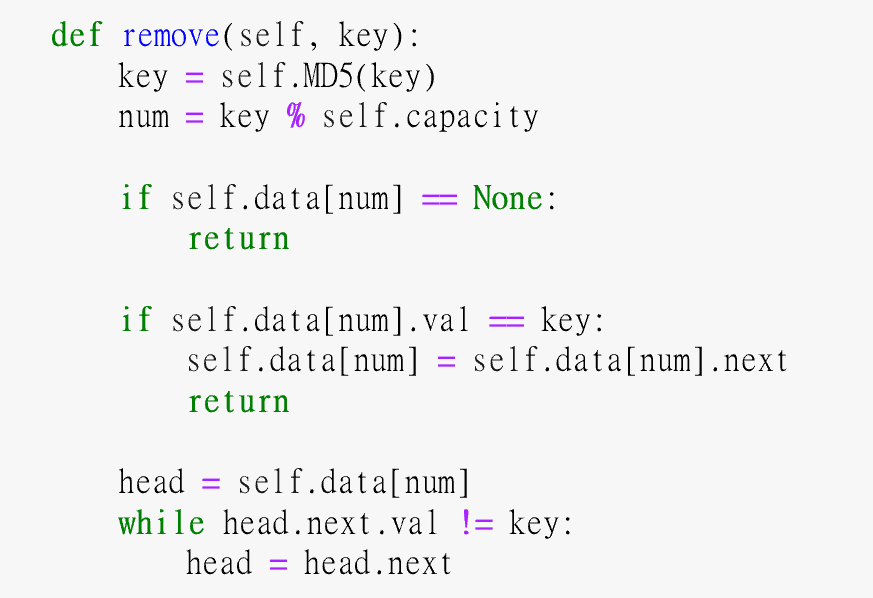 def remove(self, key):
    key = self.MD5(key)
    num = key % self.capacity

    if self.data[num] == None:
        return

    if self.data[num].val == key:
        self.data[num] = self.data[num].next
        return

    head = self.data[num]
    while head.next.val != key:
        head = head.next